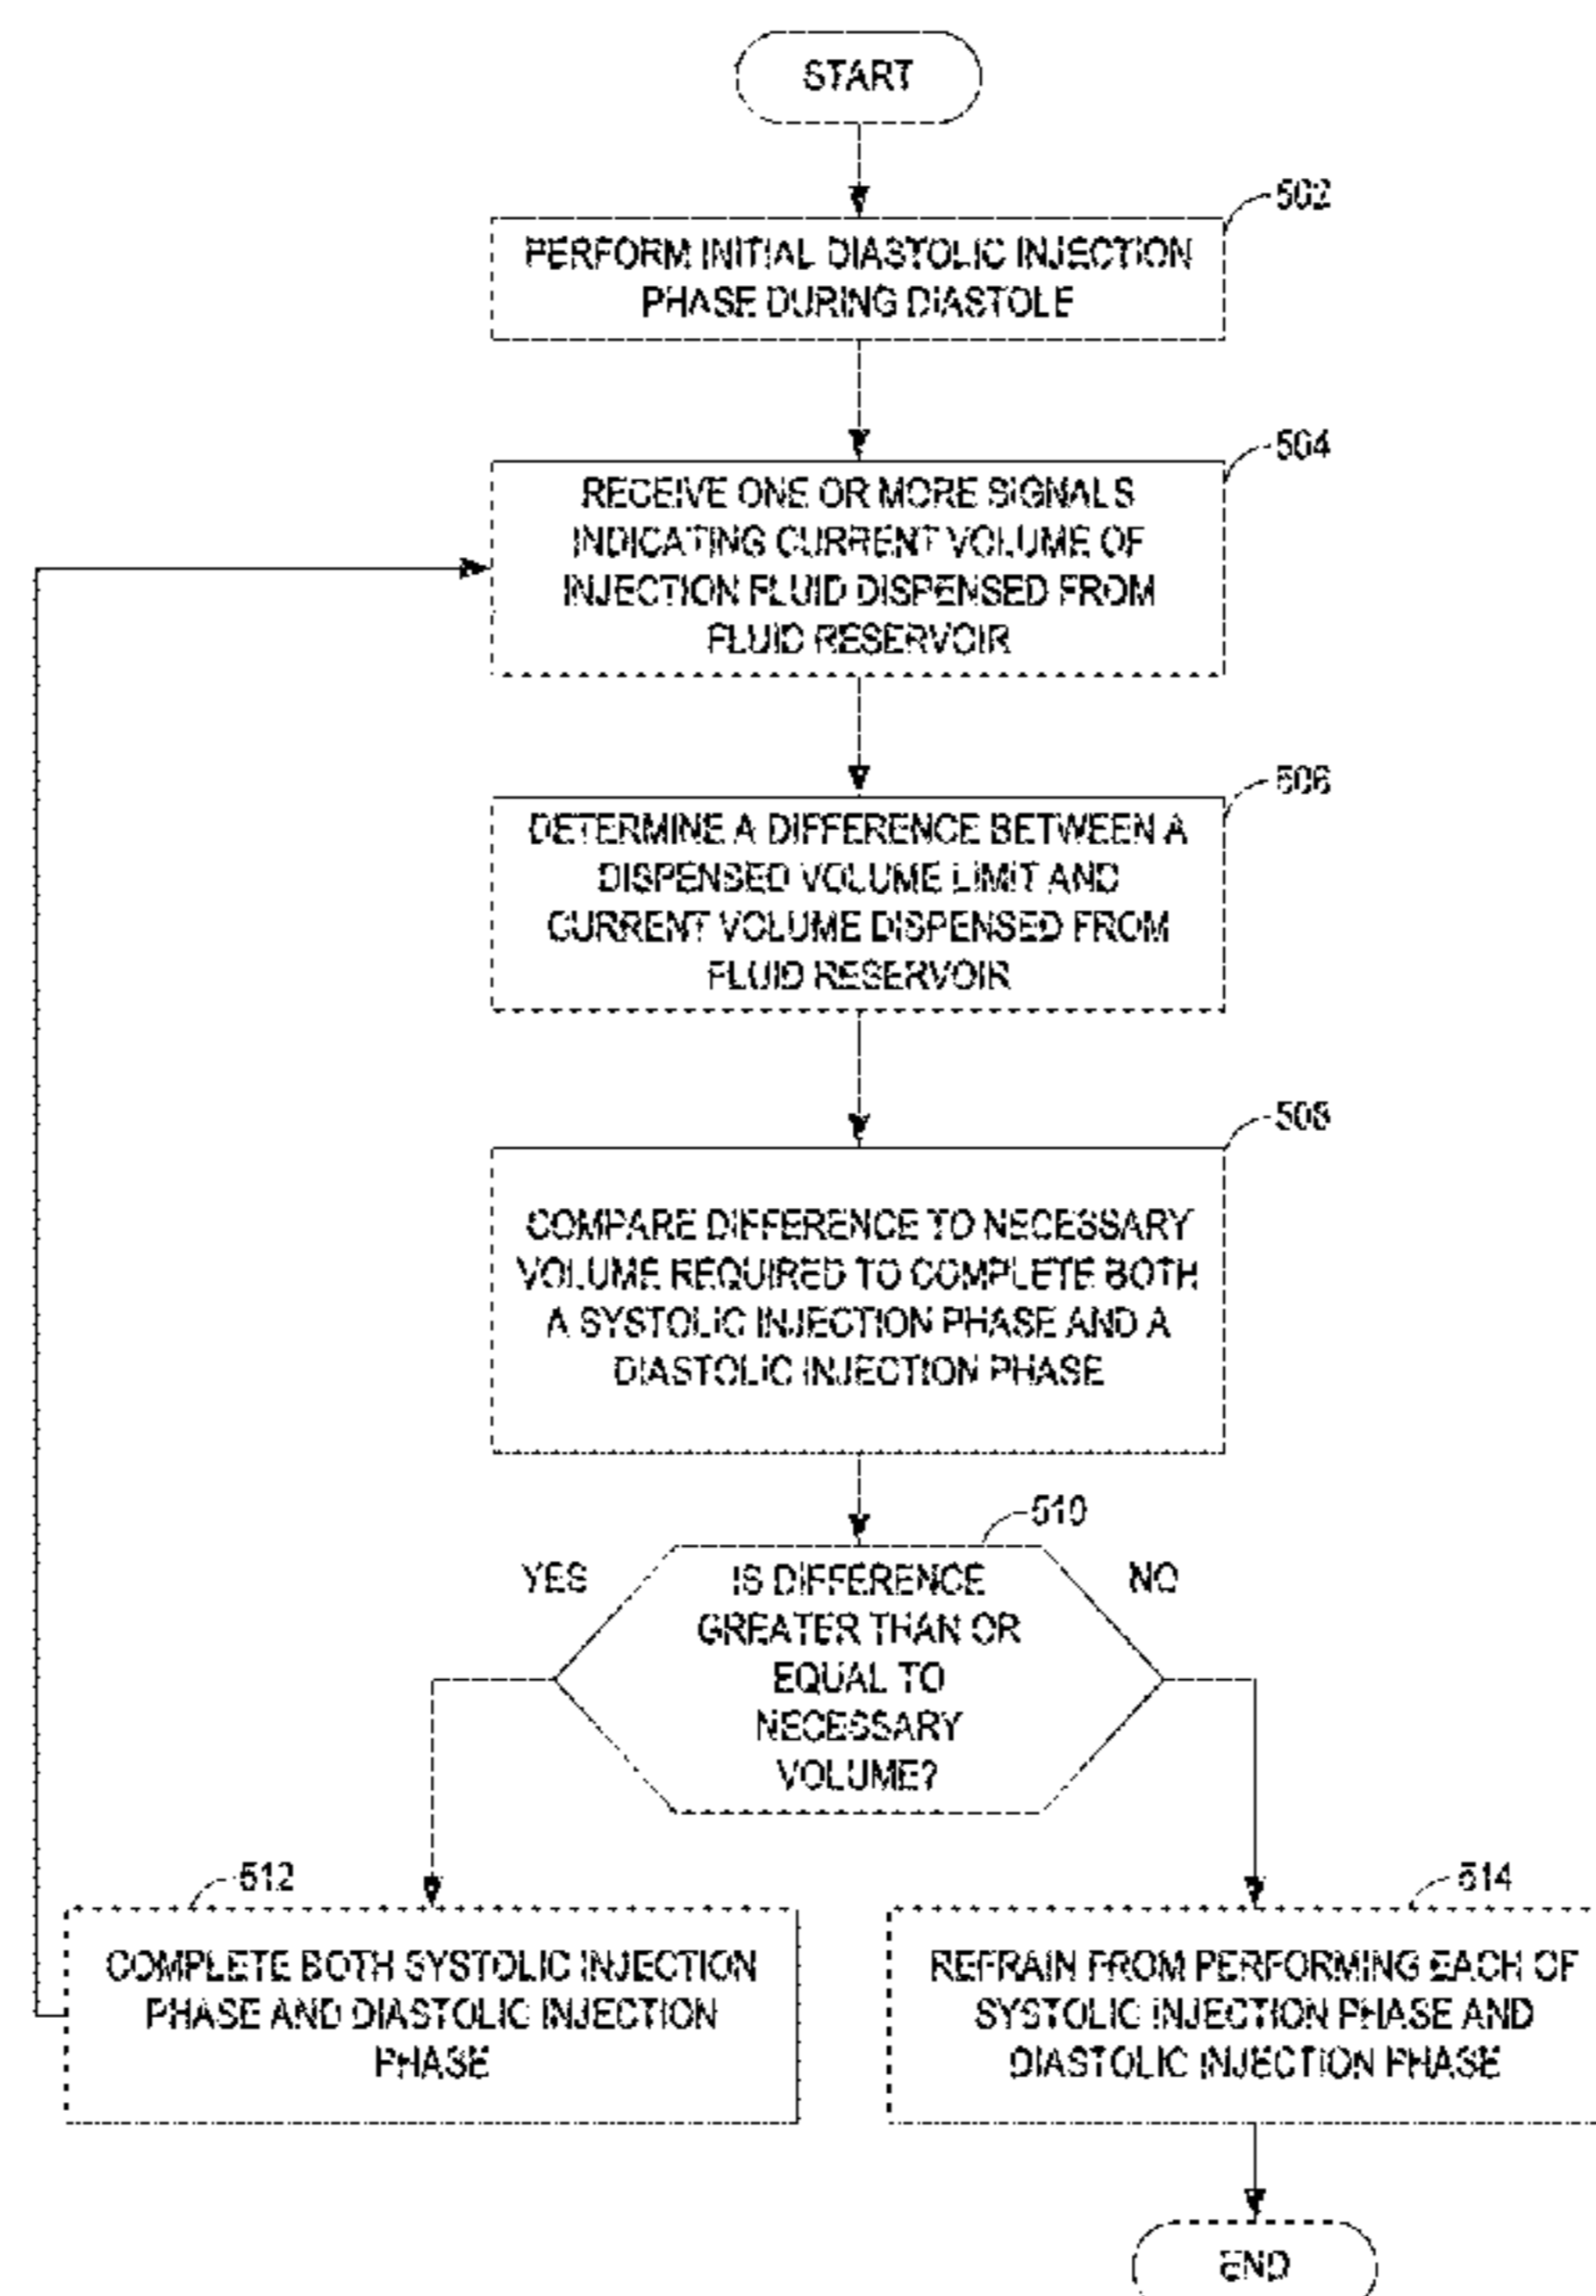 START
502
PERFORM INITIAL DIASTOLIC INJECTION
PHASE DURING DIASTOLE
504
RECEIVE ONE OR MORE SIGNALS
INDICATING CURRENT VOLUME OF
INJECTION FLUID DISPENSED FROM
FLUID RESERVOIR
506
DETERMINE A DIFFERENCE BETWEEN A
DISPENSED VOLUME LIMIT AND
CURRENT VOLUME DISPENSED FROM
FLUID RESERVOIR
508
COMPARE DIFFERENCE TO NECESSARY
VOLUME REQUIRED TO COMPLETE BOTH
A SYSTOLIC INJECTION PHASE AND A
DIASTOLIC INJECTION PHASE
510
YES
IS DIFFERENCE
GREATER THAN OR
EQUAL TO
NECESSARY
VOLUME?
NO
512
COMPLETE BOTH SYSTOLIC INJECTION
PHASE AND DIASTOLIC INJECTION
PHASE
514
REFRAIN FROM PERFORMING EACH OF
SYSTOLIC INJECTION PHASE AND
DIASTOLIC INJECTION PHASE
END